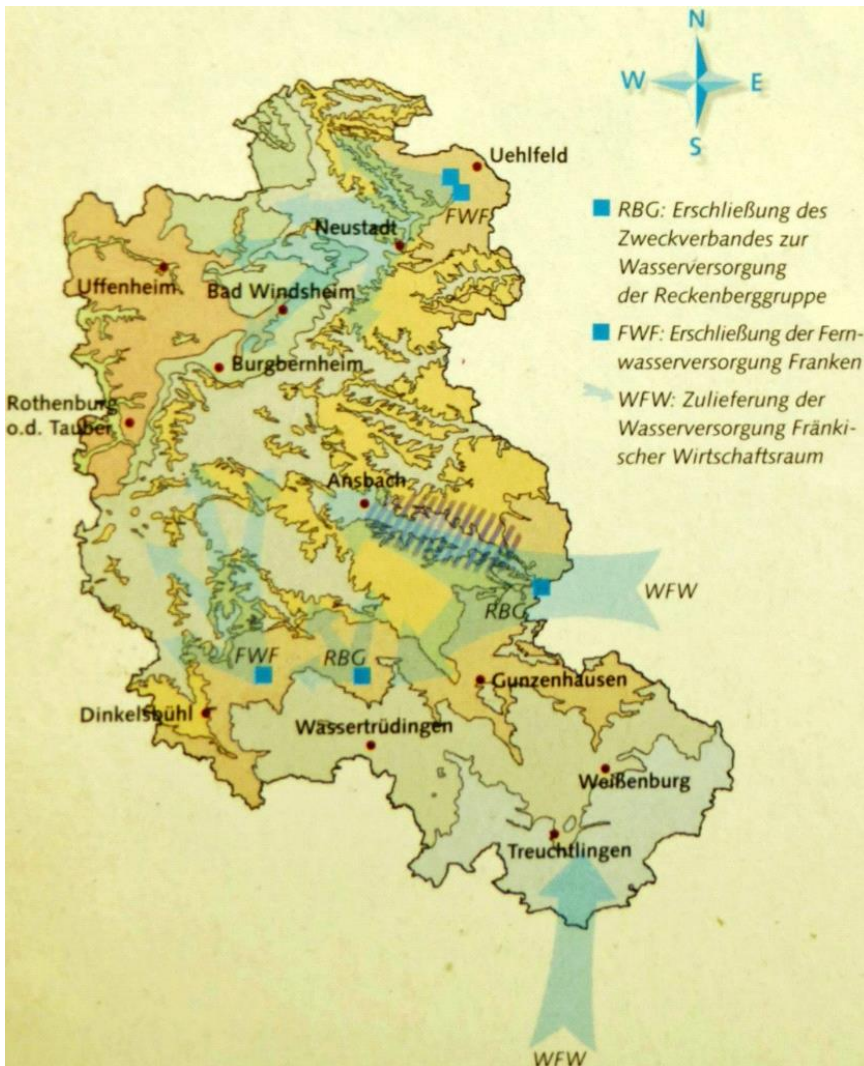 N
W E
S
Uehlfeld
FWF
Neustadt
Uffenheim
Bad Windsheim
Burgbernheim
Rothenburg
o.d. Tauber
Ansbach
RBG
WFW
FWF
RBG
Gunzenhausen
Dinkelsbühl
Wassertrüdingen
Weißenburg
Treuchtlingen
WFW
RBG: Erschließung des
Zweckverbandes zur
Wasserversorgung
der Reckenberggruppe
FWF: Erschließung der Fern-
wasserversorgung Franken
WFW: Zulieferung der
Wasserversorgung Fränki-
scher Wirtschaftsraum